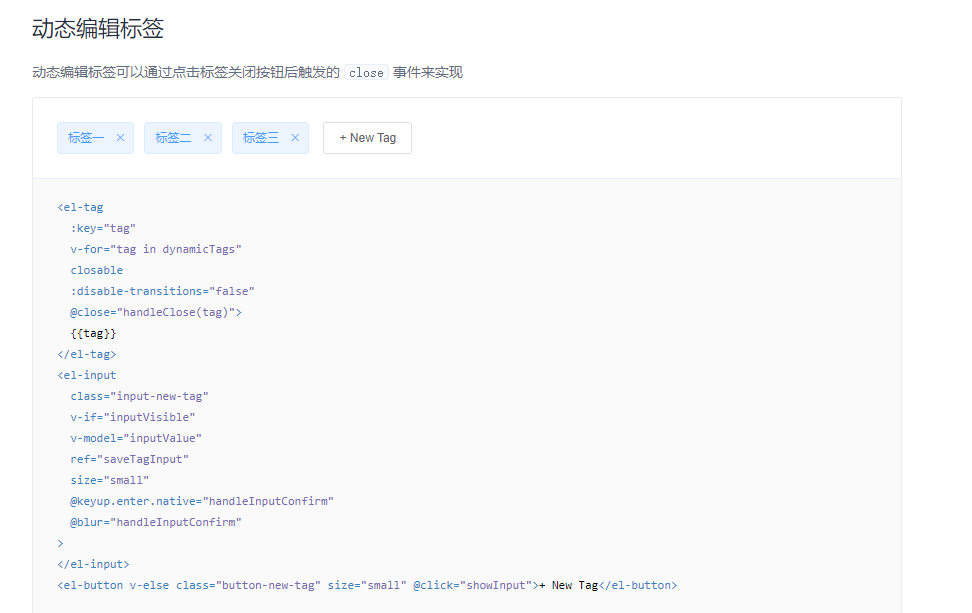 动态编辑标签
动态编辑标签可以通过点击标签关闭按钮后触发的 close 事件来实现
标签一 × 标签二 × 标签三 × + New Tag
<el-tag
  :key="tag"
  v-for="tag in dynamicTags"
  closable
  :disable-transitions="false"
  @close="handleClose(tag)">
  {{tag}}
</el-tag>
<el-input
  class="input-new-tag"
  v-if="inputVisible"
  v-model="inputValue"
  ref="saveTagInput"
  size="small"
  @keyup.enter.native="handleInputConfirm"
  @blur="handleInputConfirm"
>
</el-input>
<el-button v-else class="button-new-tag" size="small" @click="showInput">+ New Tag</el-button>